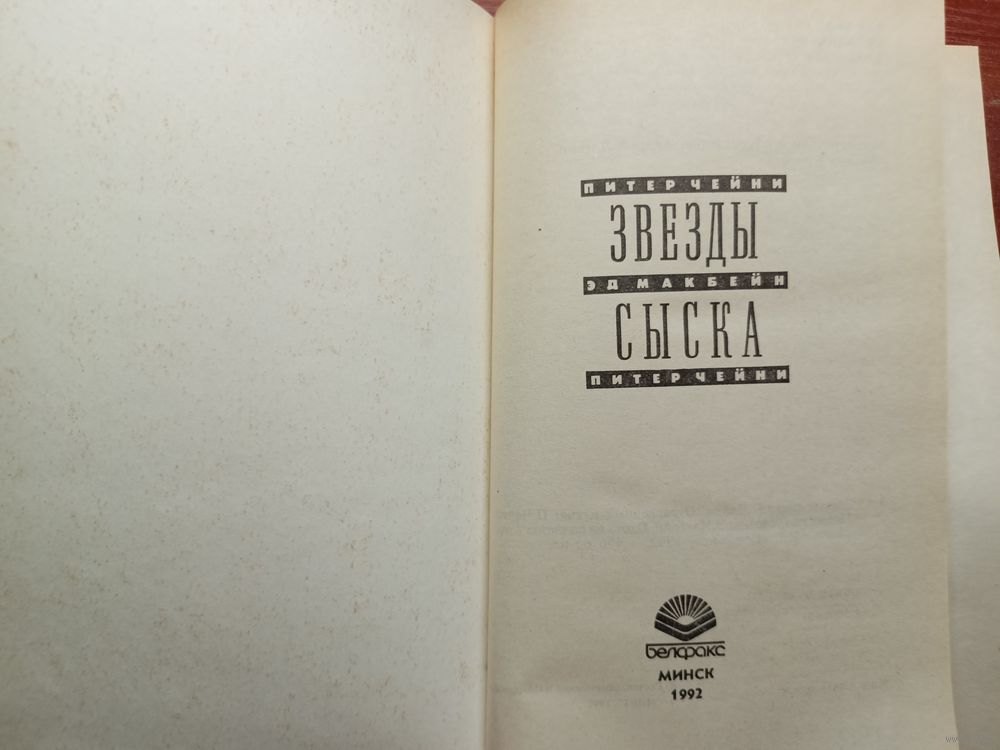 ПИТЕР ЧЕЙНИ
ЗВЕЗДЫ
ЭД МАКБЕЙН
СЫСКА
ПИТЕР ЧЕЙНИ
белфакс
МИНСК
1992